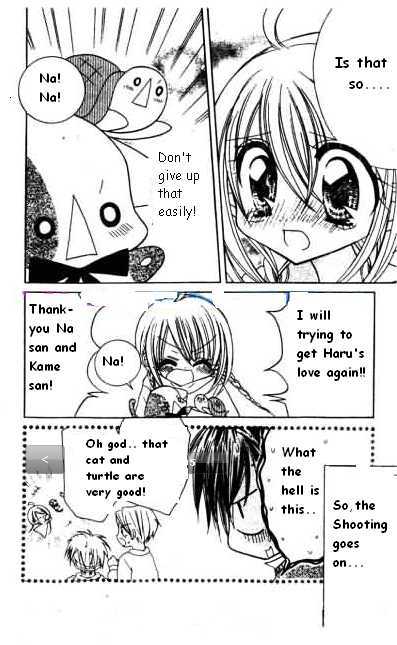 Na!
Na!
Don't
give up
that
easily!
Is that
so....
Thank-
you Na
san and
Kame
san!
Na!
I will
trying to
get Haru's
love again!!
Oh god.. that
cat and
turtle are
very good!
What
the
hell is
this..
So,the
Shooting
goes
on...